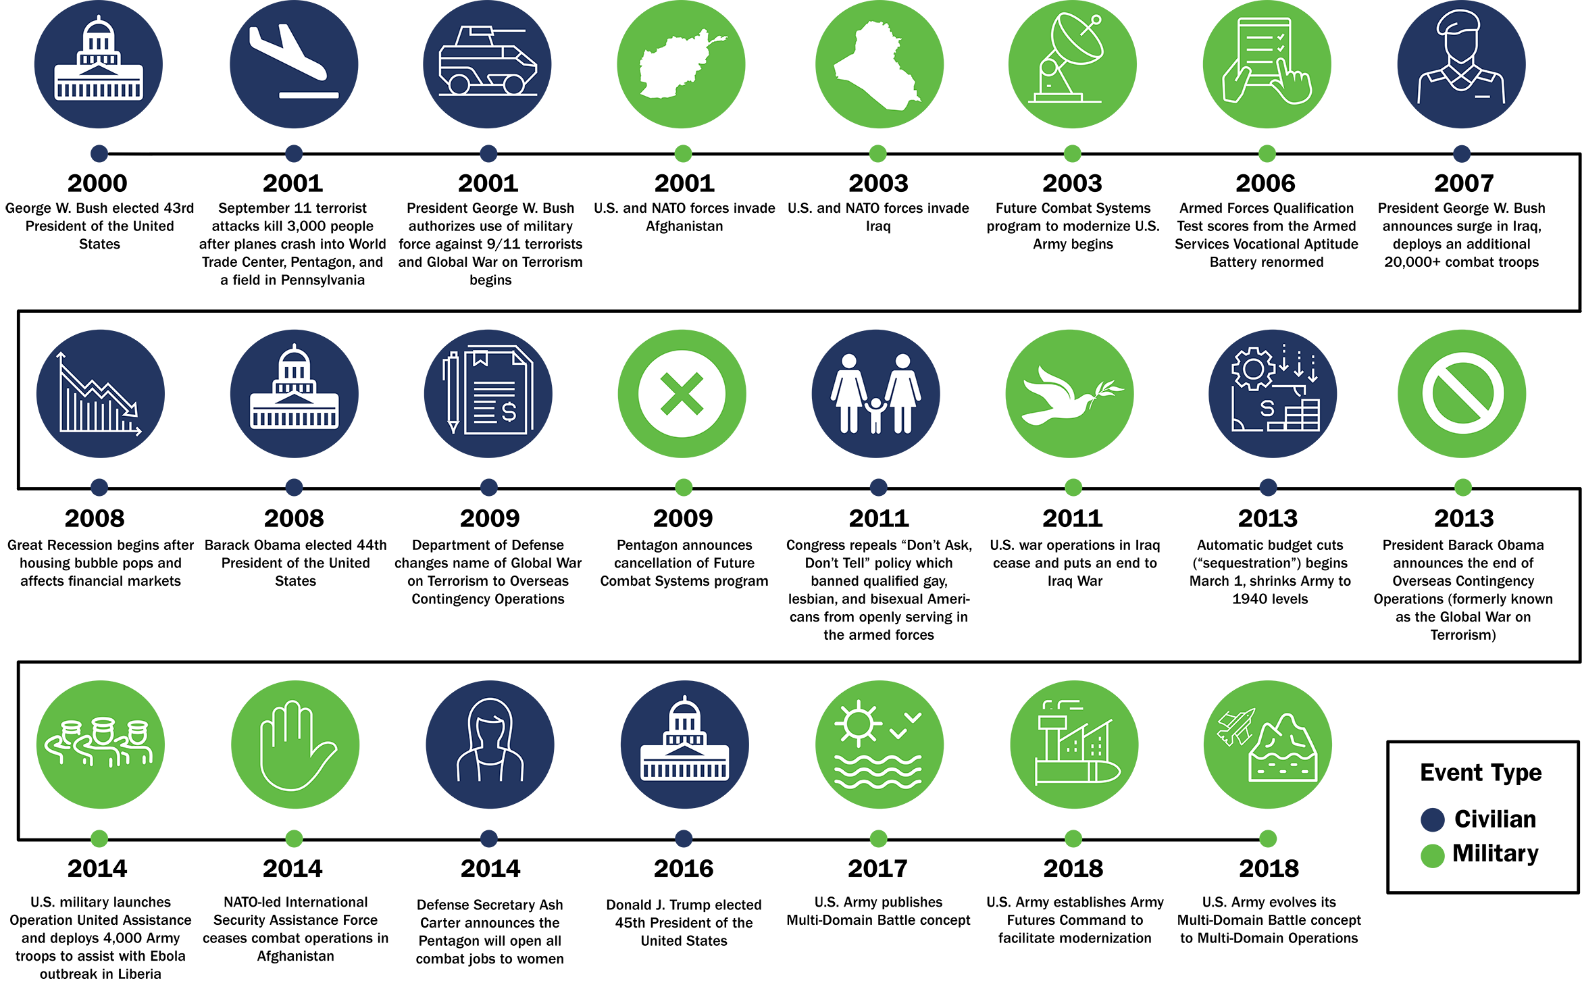 2000
George W. Bush elected 43rd
President of the United
States
2001
September 11 terrorist
attacks kill 3,000 people
after planes crash into World
Trade Center, Pentagon, and
a field in Pennsylvania
2001
President George W. Bush
authorizes use of military
force against 9/11 terrorists
and Global War on Terrorism
begins
2001
U.S. and NATO forces invade
Afghanistan
2003
U.S. and NATO forces invade
Iraq
2003
Future Combat Systems
program to modernize U.S.
Army begins
2006
Armed Forces Qualification
Test scores from the Armed
Services Vocational Aptitude
Battery renormed
2007
President George W. Bush
announces surge in Iraq,
deploys an additional
20,000+ combat troops
2008
Great Recession begins after
housing bubble pops and
affects financial markets
2008
Barack Obama elected 44th
President of the United
States
S
2009
Department of Defense
changes name of Global War
on Terrorism to Overseas
Contingency Operations
2009
Pentagon announces
cancellation of Future
Combat Systems program
2011
Congress repeals “Don’t Ask,
Don’t Tell” policy which
banned qualified gay,
lesbian, and bisexual Ameri-
cans from openly serving in
the armed forces
2011
U.S. war operations in Iraq
cease and puts an end to
Iraq War
S
2013
Automatic budget cuts
(“sequestration”) begins
March 1, shrinks Army to
1940 levels
2013
President Barack Obama
announces the end of
Overseas Contingency
Operations (formerly known
as the Global War on
Terrorism)
2014
U.S. military launches
Operation United Assistance
and deploys 4,000 Army
troops to assist with Ebola
outbreak in Liberia
2014
NATO-led International
Security Assistance Force
ceases combat operations in
Afghanistan
2014
Defense Secretary Ash
Carter announces the
Pentagon will open all
combat jobs to women
2016
Donald J. Trump elected
45th President of the
United States
2017
U.S. Army publishes
Multi-Domain Battle concept
2018
U.S. Army establishes Army
Futures Command to
facilitate modernization
2018
U.S. Army evolves its
Multi-Domain Battle concept
to Multi-Domain Operations
Event Type
Civilian
Military